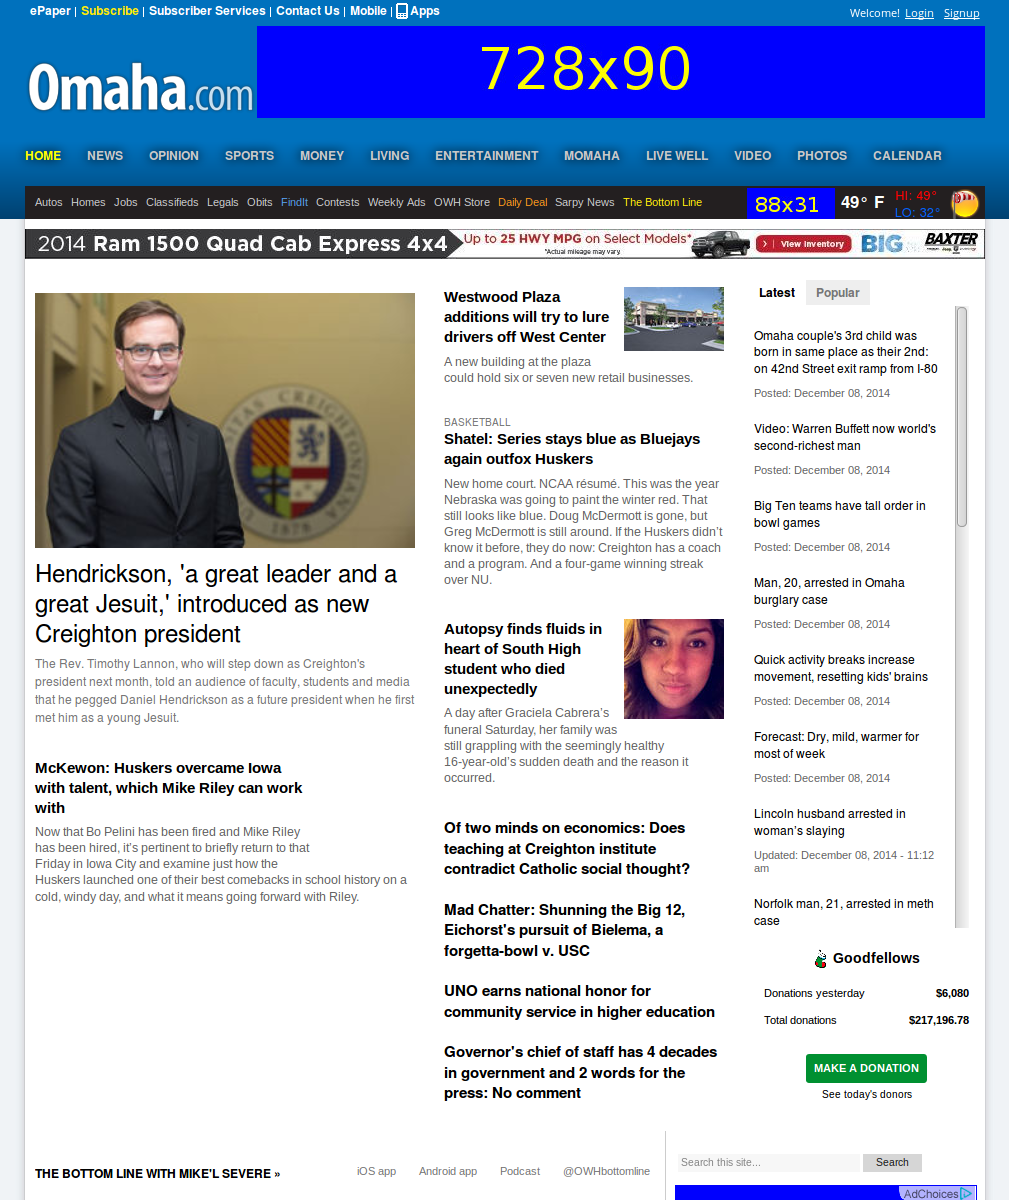 ePaper | Subscribe | Subscriber Services | Contact Us | Mobile | Apps
Welcome! Login Signup
Omaha.com
728x90
HOME NEWS OPINION SPORTS MONEY LIVING ENTERTAINMENT MOMAHA LIVE WELL VIDEO PHOTOS CALENDAR
Autos Homes Jobs Classifieds Legals Obits FindIt Contests Weekly Ads OWH Store Daily Deal Sarpy News The Bottom Line
88x31
49° F
HI: 49°
LO: 32°
2014 Ram 1500 Quad Cab Express 4x4
Up to 25 HWY MPG on Select Models*
*Actual mileage may vary.
View Inventory
BIG
BAXTER
Hendrickson, 'a great leader and a
great Jesuit,' introduced as new
Creighton president
The Rev. Timothy Lannon, who will step down as Creighton's
president next month, told an audience of faculty, students and media
that he pegged Daniel Hendrickson as a future president when he first
met him as a young Jesuit.
McKewon: Huskers overcame Iowa
with talent, which Mike Riley can work
with
Now that Bo Pelini has been fired and Mike Riley
has been hired, it’s pertinent to briefly return to that
Friday in Iowa City and examine just how the
Huskers launched one of their best comebacks in school history on a
cold, windy day, and what it means going forward with Riley.
Westwood Plaza
additions will try to lure
drivers off West Center
A new building at the plaza
could hold six or seven new retail businesses.
BASKETBALL
Shatel: Series stays blue as Bluejays
again outfox Huskers
New home court. NCAA résumé. This was the year
Nebraska was going to paint the winter red. That
still looks like blue. Doug McDermott is gone, but
Greg McDermott is still around. If the Huskers didn’t
know it before, they do now: Creighton has a coach
and a program. And a four-game winning streak
over NU.
Autopsy finds fluids in
heart of South High
student who died
unexpectedly
A day after Graciela Cabrera’s
funeral Saturday, her family was
still grappling with the seemingly healthy
16-year-old’s sudden death and the reason it
occurred.
Of two minds on economics: Does
teaching at Creighton institute
contradict Catholic social thought?
Mad Chatter: Shunning the Big 12,
Eichorst's pursuit of Bielema, a
forgetta-bowl v. USC
UNO earns national honor for
community service in higher education
Governor's chief of staff has 4 decades
in government and 2 words for the
press: No comment
Latest Popular
Omaha couple's 3rd child was
born in same place as their 2nd:
on 42nd Street exit ramp from I-80
Posted: December 08, 2014
Video: Warren Buffett now world's
second-richest man
Posted: December 08, 2014
Big Ten teams have tall order in
bowl games
Posted: December 08, 2014
Man, 20, arrested in Omaha
burglary case
Posted: December 08, 2014
Quick activity breaks increase
movement, resetting kids' brains
Posted: December 08, 2014
Forecast: Dry, mild, warmer for
most of week
Posted: December 08, 2014
Lincoln husband arrested in
woman’s slaying
Updated: December 08, 2014 - 11:12
am
Norfolk man, 21, arrested in meth
case
Goodfellows
Donations yesterday $6,080
Total donations $217,196.78
MAKE A DONATION
See today's donors
THE BOTTOM LINE WITH MIKE'L SEVERE »
iOS app Android app Podcast @OWHbottomline
Search this site... Search
AdChoices